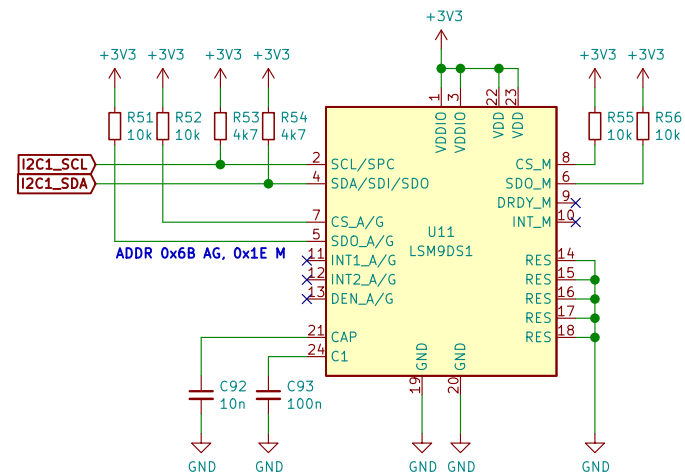 +3V3
+3V3 +3V3 +3V3 +3V3 +3V3 +3V3
R51 10k
R52 10k
R53 4k7
R54 4k7
R55 10k
R56 10k
1 3 22 23
VDDIO VDDIO VDD VDD
I2C1_SCL 2 SCL/SPC
I2C1_SDA 4 SDA/SDI/SDO
7 CS_A/G
5 SDO_A/G
ADDR 0x6B AG, 0x1E M
11 INT1_A/G
12 INT2_A/G
13 DEN_A/G
21 CAP
24 C1
U11
LSM9DS1
CS_M 8
SDO_M 6
DRDY_M 9
INT_M 10
RES 14
RES 15
RES 16
RES 17
RES 18
GND GND
19 20
C92 10n
C93 100n
GND GND GND GND GND